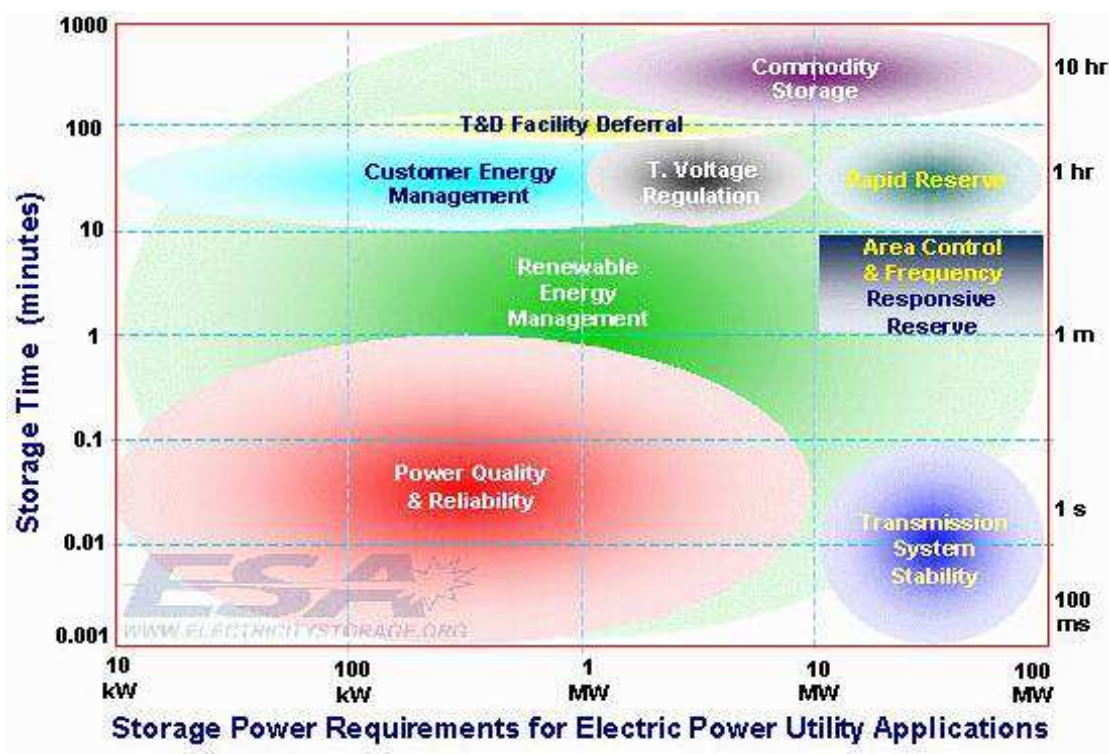 1000
100
10
1
0.1
0.01
0.001
Storage Time (minutes)
Commodity
Storage
T&D Facility Deferral
Customer Energy
Management
T. Voltage
Regulation
Rapid Reserve
Renewable
Energy
Management
Area Control
& Frequency
Responsive
Reserve
Power Quality
& Reliability
Transmission
System
Stability
ESA
WWW.ELECTRICITYSTORAGE.ORG
10 hr
1 hr
1 m
1 s
100
ms
10
kW
100
kW
1
MW
10
MW
100
MW
Storage Power Requirements for Electric Power Utility Applications